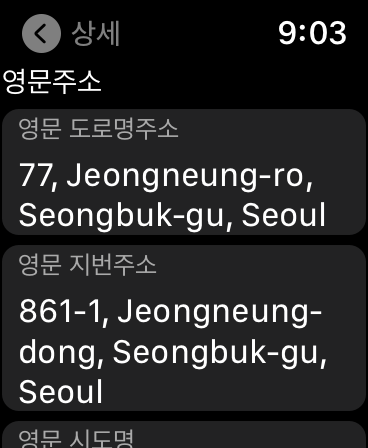 상세 9:03
영문주소
영문 도로명주소
77, Jeongneung-ro,
Seongbuk-gu, Seoul
영문 지번주소
861-1, Jeongneung-
dong, Seongbuk-gu,
Seoul
영문 시도명